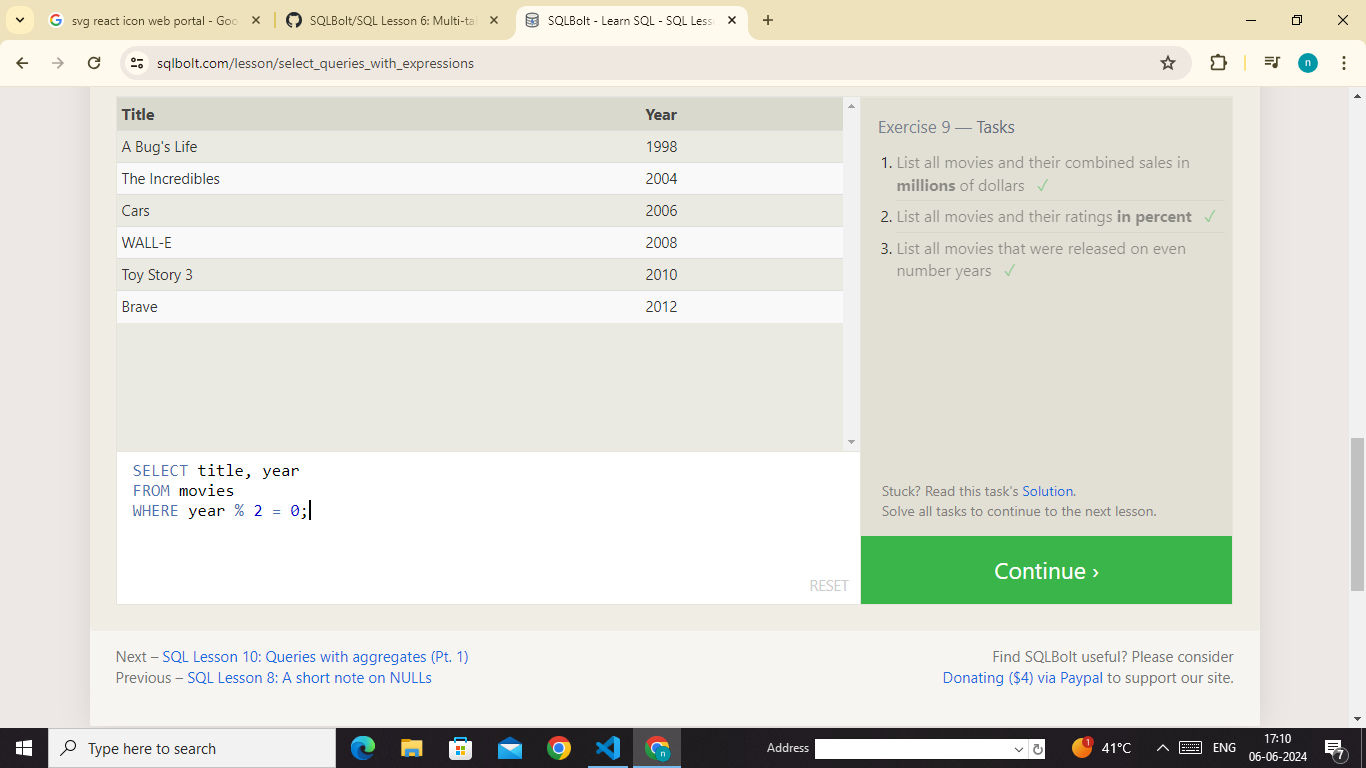 svg react icon web portal - Goo
SQLBolt/SQL Lesson 6: Multi-ta
SQLBolt - Learn SQL - SQL Less
sqlbolt.com/lesson/select_queries_with_expressions
n
Title Year
A Bug's Life 1998
The Incredibles 2004
Cars 2006
WALL-E 2008
Toy Story 3 2010
Brave 2012
SELECT title, year
FROM movies
WHERE year % 2 = 0;
RESET
Exercise 9 — Tasks
1. List all movies and their combined sales in
millions of dollars ✓
2. List all movies and their ratings in percent ✓
3. List all movies that were released on even
number years ✓
Stuck? Read this task's Solution.
Solve all tasks to continue to the next lesson.
Continue ›
Next – SQL Lesson 10: Queries with aggregates (Pt. 1)
Previous – SQL Lesson 8: A short note on NULLs
Find SQLBolt useful? Please consider
Donating ($4) via Paypal to support our site.
Type here to search
n
Address
1
41°C
ENG
17:10
06-06-2024
7